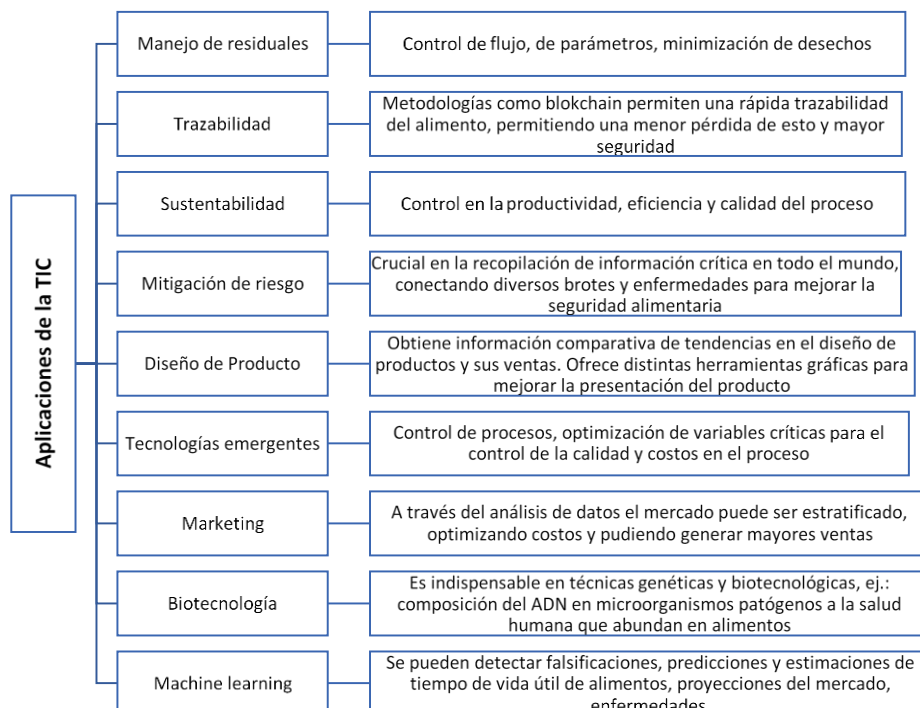 Aplicaciones de la TIC
Manejo de residuales
Control de flujo, de parámetros, minimización de desechos
Trazabilidad
Metodologías como blokchain permiten una rápida trazabilidad
del alimento, permitiendo una menor pérdida de esto y mayor
seguridad
Sustentabilidad
Control en la productividad, eficiencia y calidad del proceso
Mitigación de riesgo
Crucial en la recopilación de información crítica en todo el mundo,
conectando diversos brotes y enfermedades para mejorar la
seguridad alimentaria
Diseño de Producto
Obtiene información comparativa de tendencias en el diseño de
productos y sus ventas. Ofrece distintas herramientas gráficas para
mejorar la presentación del producto
Tecnologías emergentes
Control de procesos, optimización de variables críticas para el
control de la calidad y costos en el proceso
Marketing
A través del análisis de datos el mercado puede ser estratificado,
optimizando costos y pudiendo generar mayores ventas
Biotecnología
Es indispensable en técnicas genéticas y biotecnológicas, ej.:
composición del ADN en microorganismos patógenos a la salud
humana que abundan en alimentos
Machine learning
Se pueden detectar falsificaciones, predicciones y estimaciones de
tiempo de vida útil de alimentos, proyecciones del mercado,
enfermedades